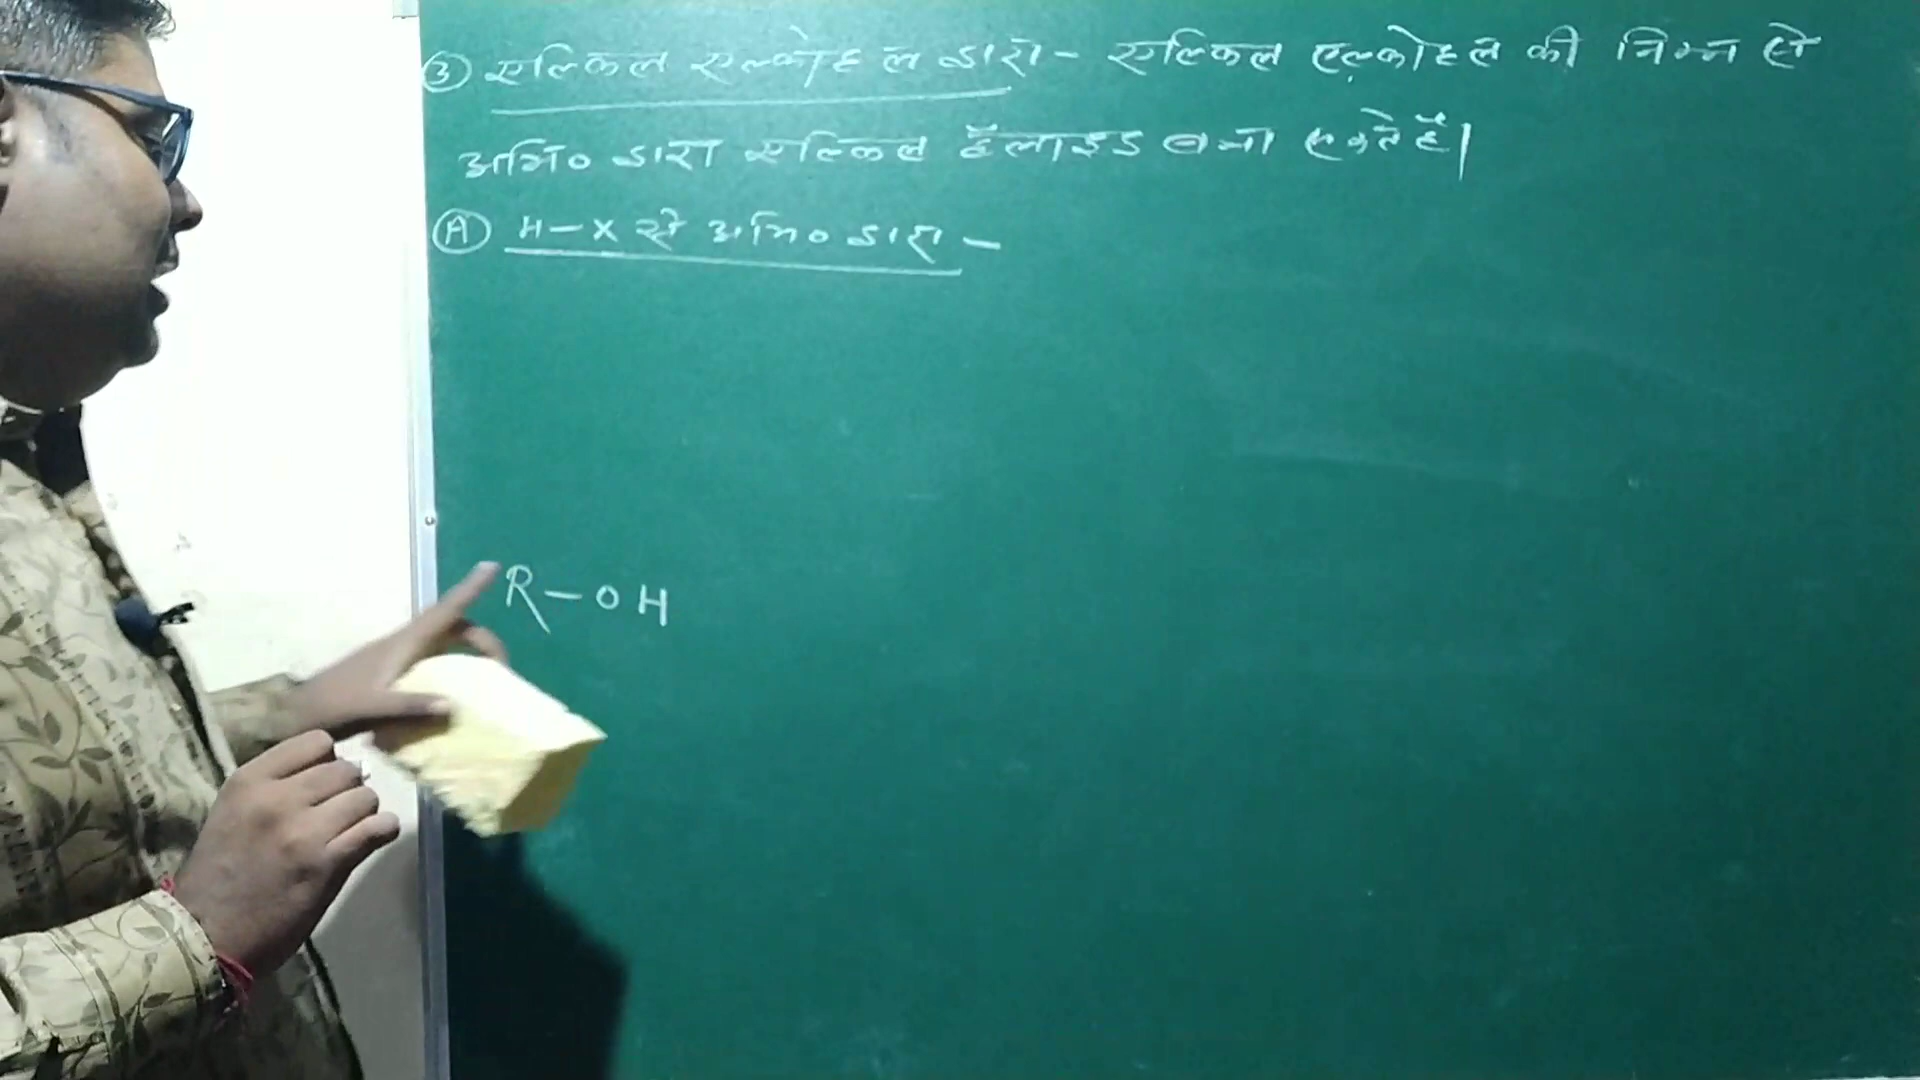 ③ एल्किल एल्कोहल द्वारा - एल्किल एल्कोहल की निम्न से
अभि० द्वारा एल्किल हैलाइड बना सकते हैं।
Ⓐ H-X से अभि० द्वारा -
R-OH